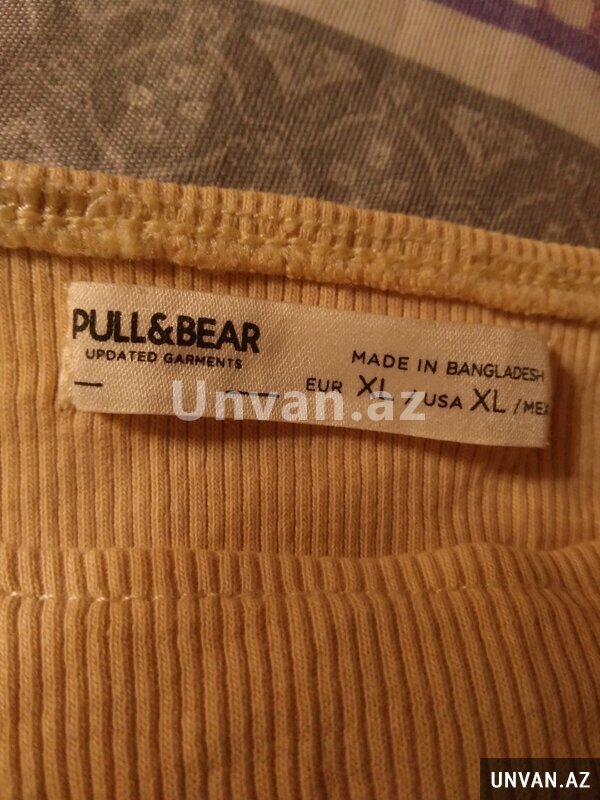 PULL&BEAR
UPDATED GARMENTS
MADE IN BANGLADESH
EUR XL / USA XL / MEX
Unvan.az
UNVAN.AZ